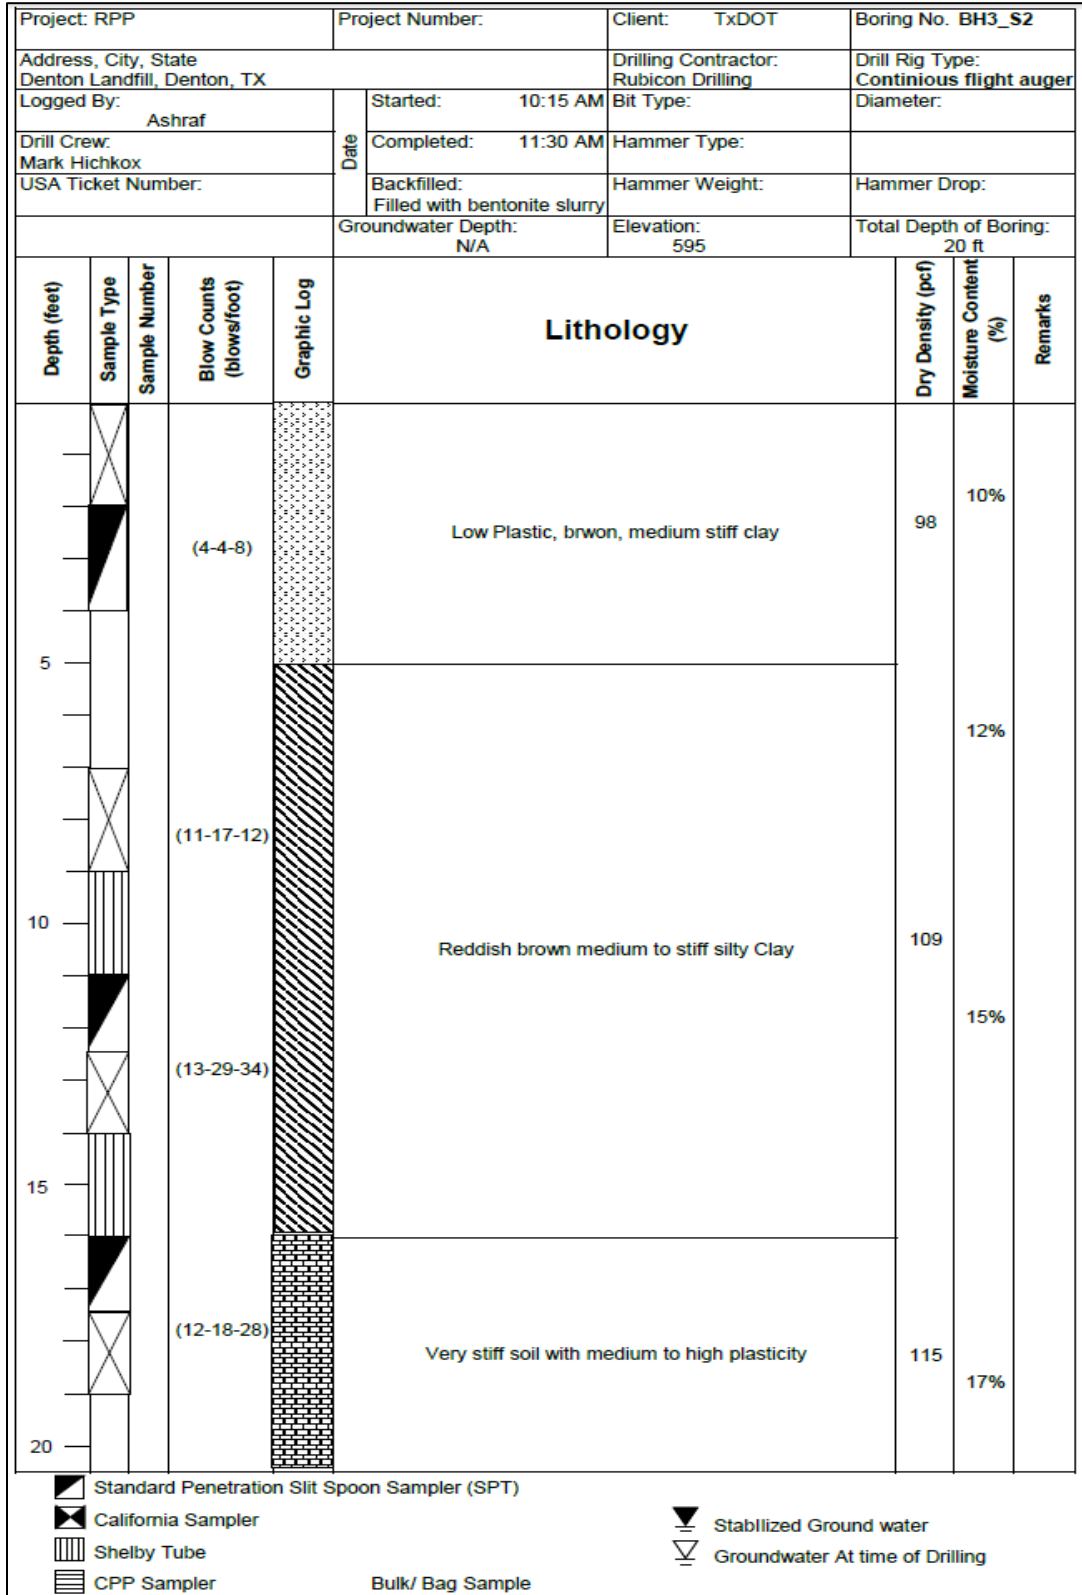 Project: RPP
Project Number:
Client: TxDOT
Boring No. BH3_S2
Address, City, State
Denton Landfill, Denton, TX
Drilling Contractor:
Rubicon Drilling
Drill Rig Type:
Continious flight auger
Logged By:
Ashraf
Date
Started: 10:15 AM
Bit Type:
Diameter:
Drill Crew:
Mark Hichkox
Completed: 11:30 AM
Hammer Type:
USA Ticket Number:
Backfilled:
Filled with bentonite slurry
Hammer Weight:
Hammer Drop:
Groundwater Depth:
N/A
Elevation:
595
Total Depth of Boring:
20 ft
Depth (feet)
Sample Type
Sample Number
Blow Counts
(blows/foot)
Graphic Log
Lithology
Dry Density (pcf)
Moisture Content
(%)
Remarks
10%
98
Low Plastic, brwon, medium stiff clay
(4-4-8)
5
12%
(11-17-12)
10
109
Reddish brown medium to stiff silty Clay
15%
(13-29-34)
15
(12-18-28)
Very stiff soil with medium to high plasticity
115
17%
20
Standard Penetration Slit Spoon Sampler (SPT)
California Sampler
Shelby Tube
CPP Sampler
Bulk/ Bag Sample
StabIlized Ground water
Groundwater At time of Drilling